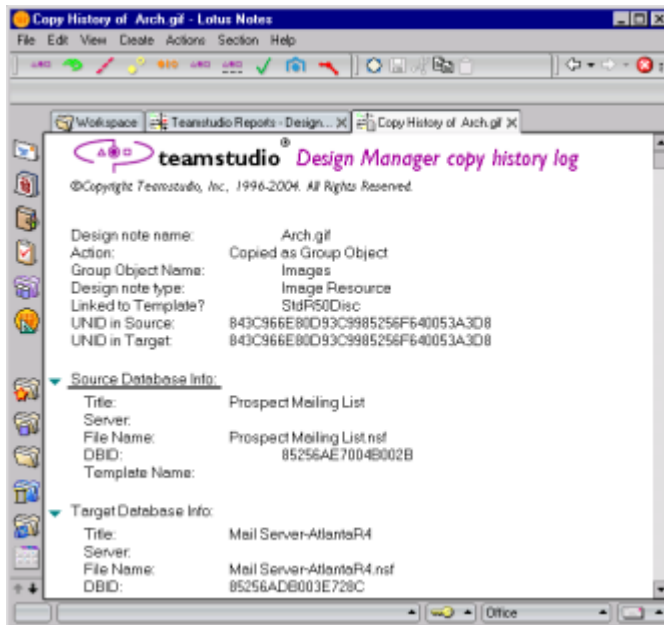 Copy History of Arch.gif - Lotus Notes
File Edit View Create Actions Section Help
Workspace Teamstudio Reports - Design... Copy History of Arch.gif
teamstudio® Design Manager copy history log
©Copyright Teamstudio, Inc., 1996-2004. All Rights Reserved.
Design note name: Arch.gif
Action: Copied as Group Object
Group Object Name: Images
Design note type: Image Resource
Linked to Template? StdR50Disc
UNID in Source: 843C966E80D93C9985256F640053A3D8
UNID in Target: 843C966E80D93C9985256F640053A3D8
Source Database Info:
Title: Prospect Mailing List
Server:
File Name: Prospect Mailing List.nsf
DBID: 85256AE7004B002B
Template Name:
Target Database Info:
Title: Mail Server-AtlantaR4
Server:
File Name: Mail Server-AtlantaR4.nsf
DBID: 85256ADB003E728C
Office